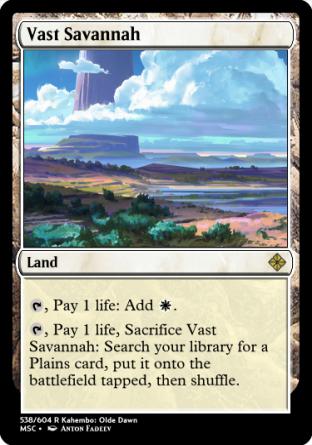 Vast Savannah
Land
, Pay 1 life: Add .
, Pay 1 life, Sacrifice Vast
Savannah: Search your library for a
Plains card, put it onto the
battlefield tapped, then shuffle.
538/604 R Kahembo: Olde Dawn
MSC • Anton Fadeev